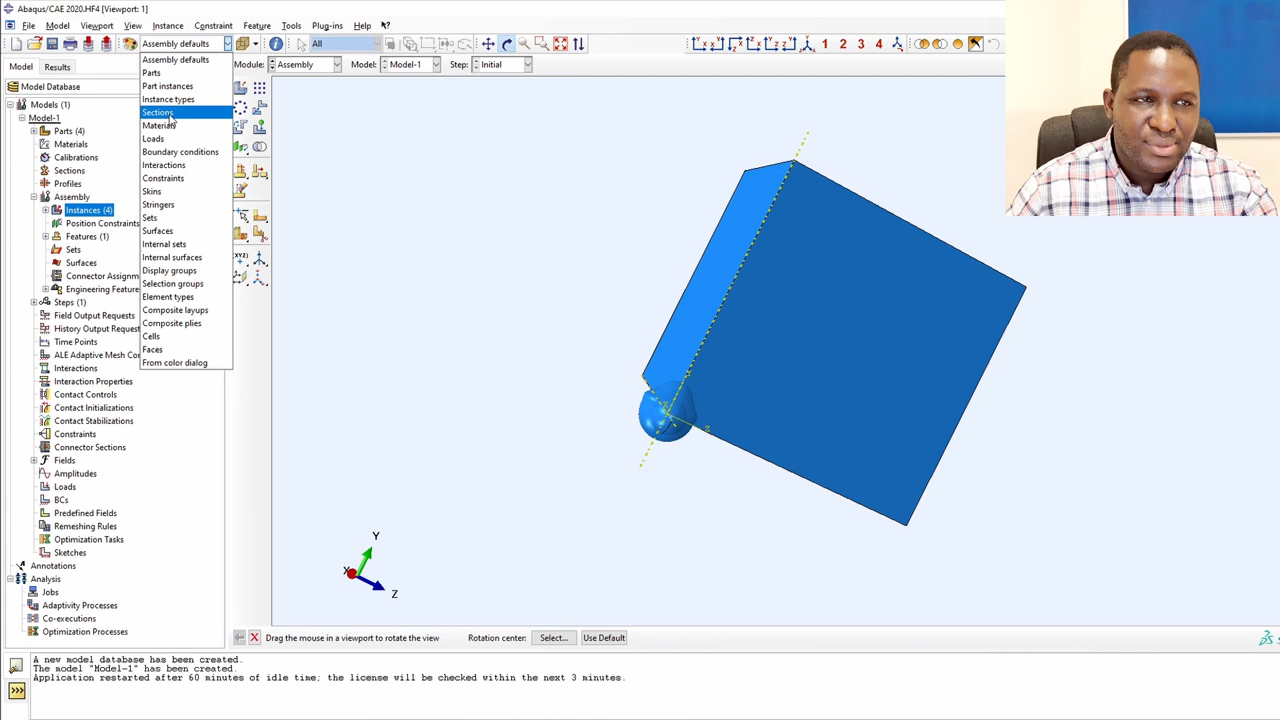 Abaqus/CAE 2020.HF4 [Viewport: 1]
File Model Viewport View Instance Constraint Feature Tools Plug-ins Help
Assembly defaults All 1 2 3 4
Model Results Module: Assembly Model: Model-1 Step: Initial
Model Database
Models (1)
Model-1
Parts (4)
Materials
Calibrations
Sections
Profiles
Assembly
Instances (4)
Position Constraints
Features (1)
Sets
Surfaces
Connector Assignm
Engineering Feature
Steps (1)
Field Output Requests
History Output Request
Time Points
ALE Adaptive Mesh Co
Interactions
Interaction Properties
Contact Controls
Contact Initializations
Contact Stabilizations
Constraints
Connector Sections
Fields
Amplitudes
Loads
BCs
Predefined Fields
Remeshing Rules
Optimization Tasks
Sketches
Annotations
Analysis
Jobs
Adaptivity Processes
Co-executions
Optimization Processes
Assembly defaults
Parts
Part instances
Instance types
Sections
Materials
Loads
Boundary conditions
Interactions
Constraints
Skins
Stringers
Sets
Surfaces
Internal sets
Internal surfaces
Display groups
Selection groups
Element types
Composite layups
Composite plies
Cells
Faces
From color dialog
(XYZ)
Y
X
Z
Drag the mouse in a viewport to rotate the view Rotation center: Select... Use Default
A new model database has been created.
The model "Model-1" has been created.
Application restarted after 60 minutes of idle time; the license will be checked within the next 3 minutes.
>>>